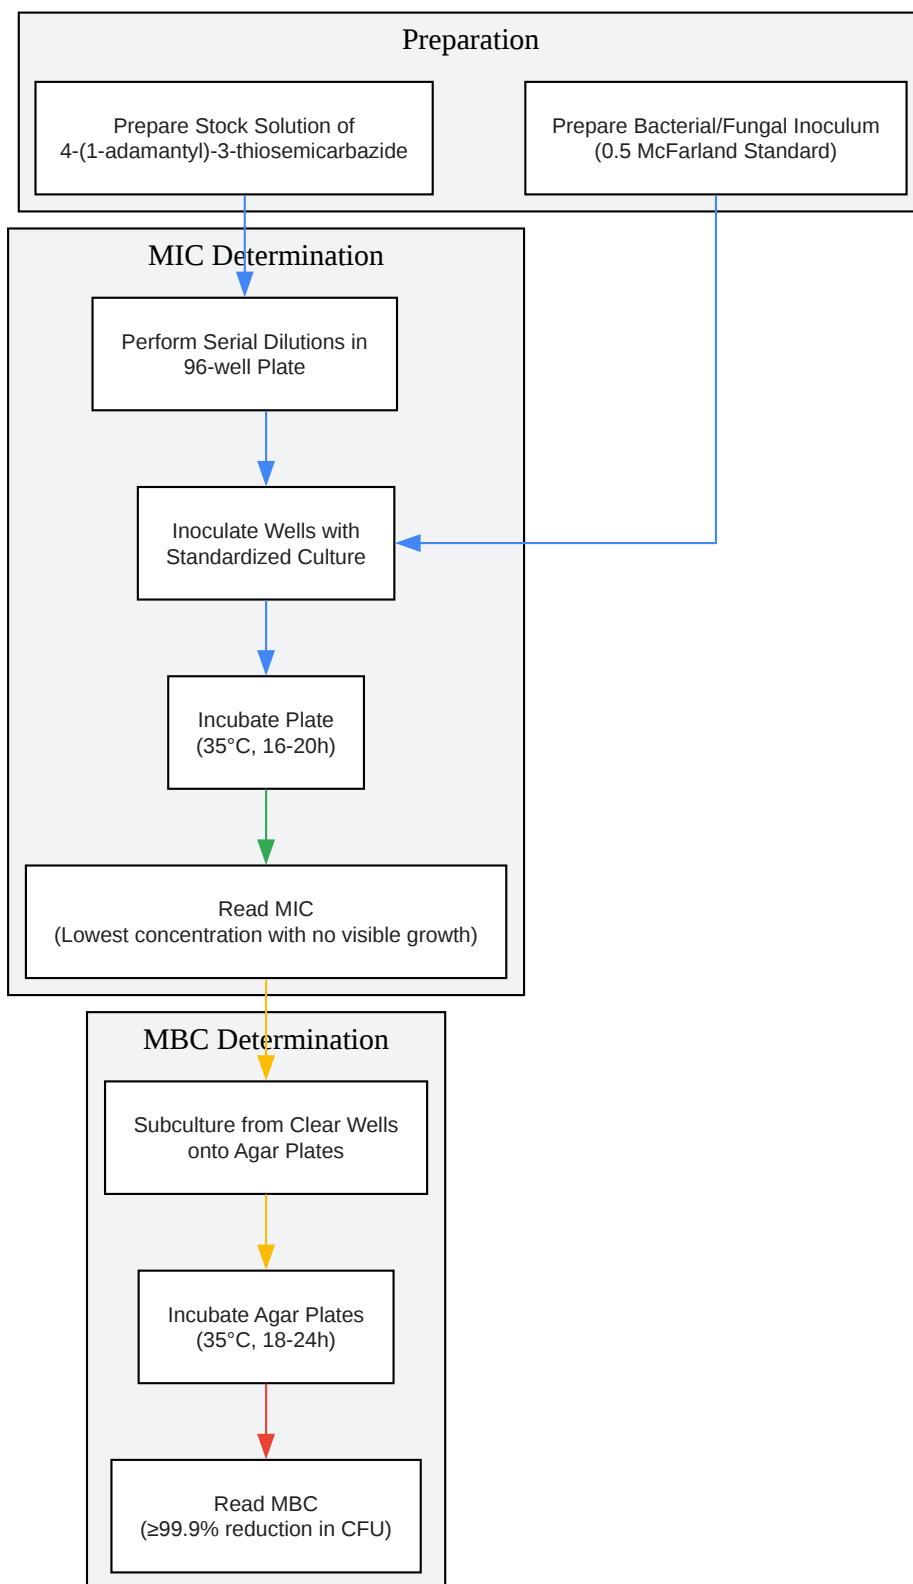 Preparation
Prepare Stock Solution of
4-(1-adamantyl)-3-thiosemicarbazide
Prepare Bacterial/Fungal Inoculum
(0.5 McFarland Standard)
MIC Determination
Perform Serial Dilutions in
96-well Plate
Inoculate Wells with
Standardized Culture
Incubate Plate
(35°C, 16-20h)
Read MIC
(Lowest concentration with no visible growth)
MBC Determination
Subculture from Clear Wells
onto Agar Plates
Incubate Agar Plates
(35°C, 18-24h)
Read MBC
(≥99.9% reduction in CFU)